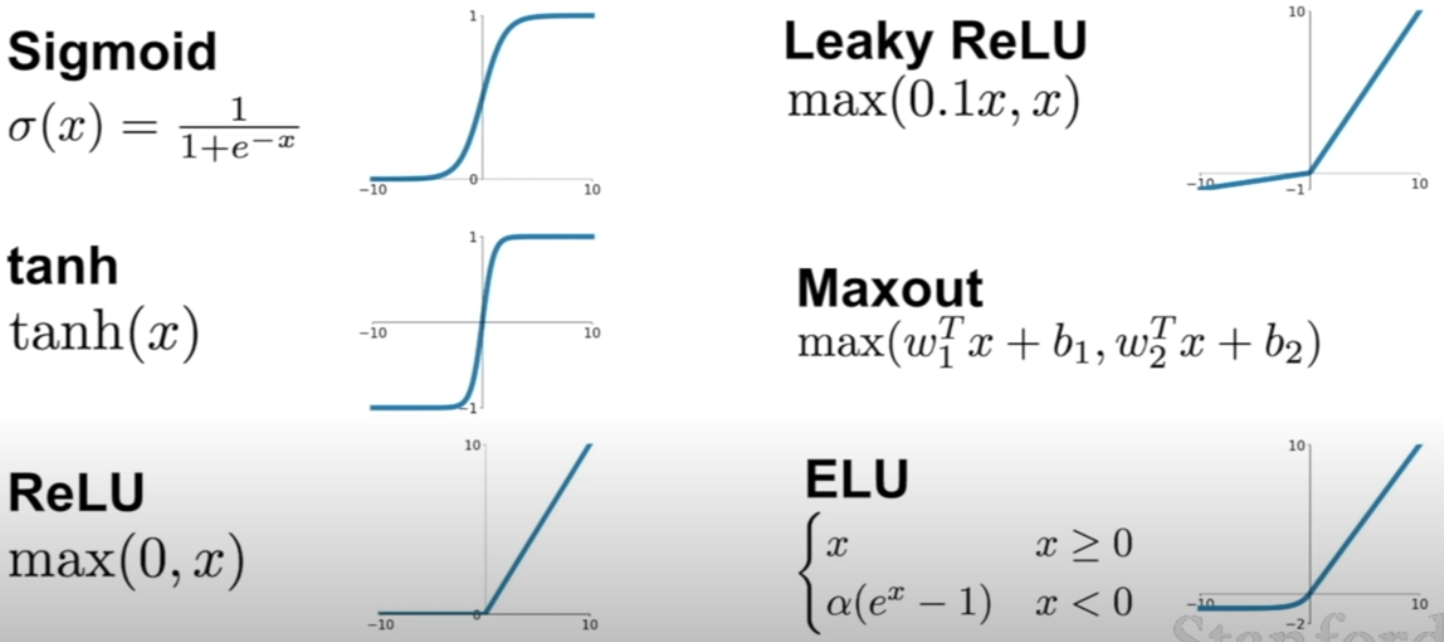 Sigmoid
σ(x) = 1/(1+e^{-x})
1
0
-10
10
tanh
tanh(x)
1
-10
10
-1
ReLU
max(0, x)
10
0
-10
10
Leaky ReLU
max(0.1x, x)
10
-10
-1
10
Maxout
max(w_1^T x + b_1, w_2^T x + b_2)
ELU
{ x x ≥ 0
α(e^x − 1) x < 0
10
-10
10
-2
Stanford